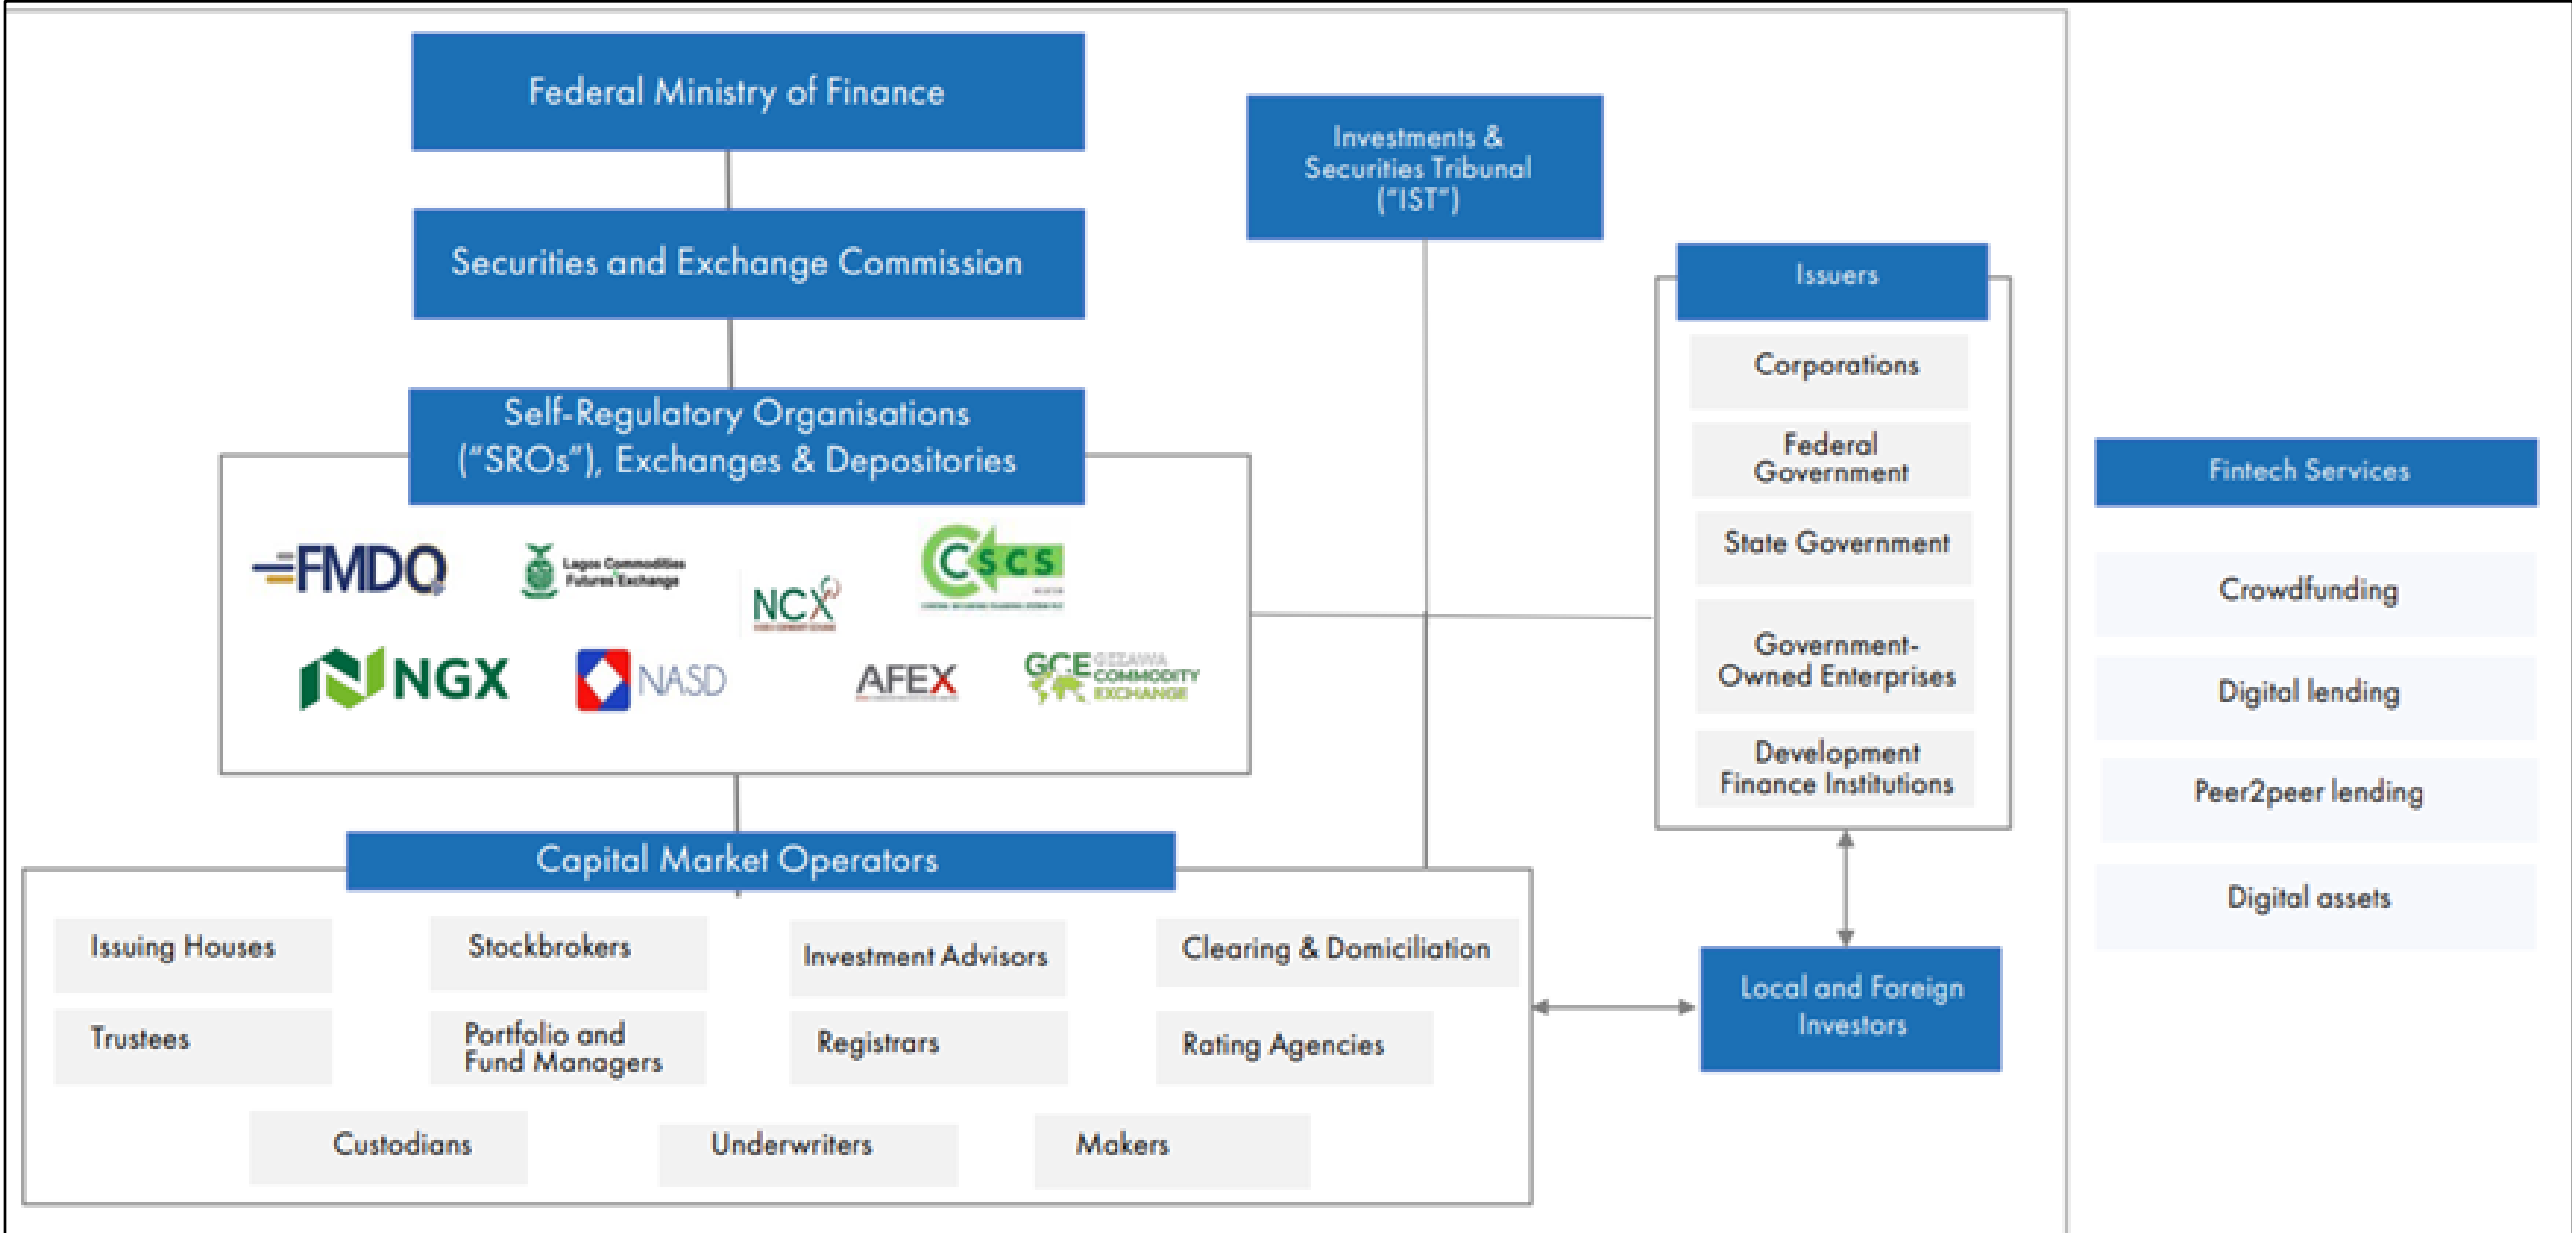 Federal Ministry of Finance
Securities and Exchange Commission
Self-Regulatory Organisations
("SROs"), Exchanges & Depositories
FMDQ
Lagos Commodities
Futures Exchange
NCX
CSCS
NGX
NASD
AFEX
GCE
GEZAWA
COMMODITY
EXCHANGE
Capital Market Operators
Issuing Houses
Stockbrokers
Investment Advisors
Clearing & Domiciliation
Trustees
Portfolio and
Fund Managers
Registrars
Rating Agencies
Custodians
Underwriters
Makers
Investments &
Securities Tribunal
("IST")
Issuers
Corporations
Federal
Government
State Government
Government-
Owned Enterprises
Development
Finance Institutions
Local and Foreign
Investors
Fintech Services
Crowdfunding
Digital lending
Peer2peer lending
Digital assets